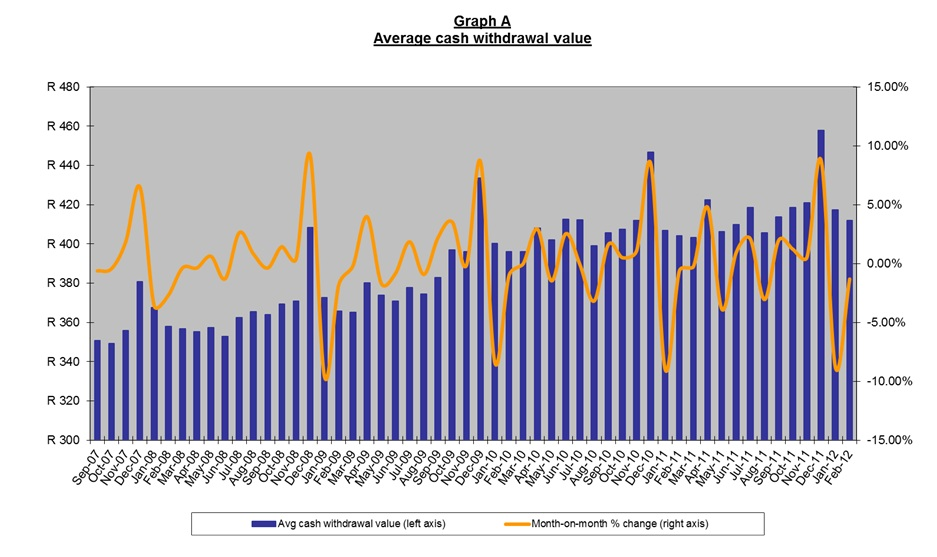 Graph A
Average cash withdrawal value
R 480
R 460
R 440
R 420
R 400
R 380
R 360
R 340
R 320
R 300
15.00%
10.00%
5.00%
0.00%
-5.00%
-10.00%
-15.00%
Sep-07
Oct-07
Nov-07
Dec-07
Jan-08
Feb-08
Mar-08
Apr-08
May-08
Jun-08
Jul-08
Aug-08
Sep-08
Oct-08
Nov-08
Dec-08
Jan-09
Feb-09
Mar-09
Apr-09
May-09
Jun-09
Jul-09
Aug-09
Sep-09
Oct-09
Nov-09
Dec-09
Jan-10
Feb-10
Mar-10
Apr-10
May-10
Jun-10
Jul-10
Aug-10
Sep-10
Oct-10
Nov-10
Dec-10
Jan-11
Feb-11
Mar-11
Apr-11
May-11
Jun-11
Jul-11
Aug-11
Sep-11
Oct-11
Nov-11
Dec-11
Jan-12
Feb-12
Avg cash withdrawal value (left axis)
Month-on-month % change (right axis)